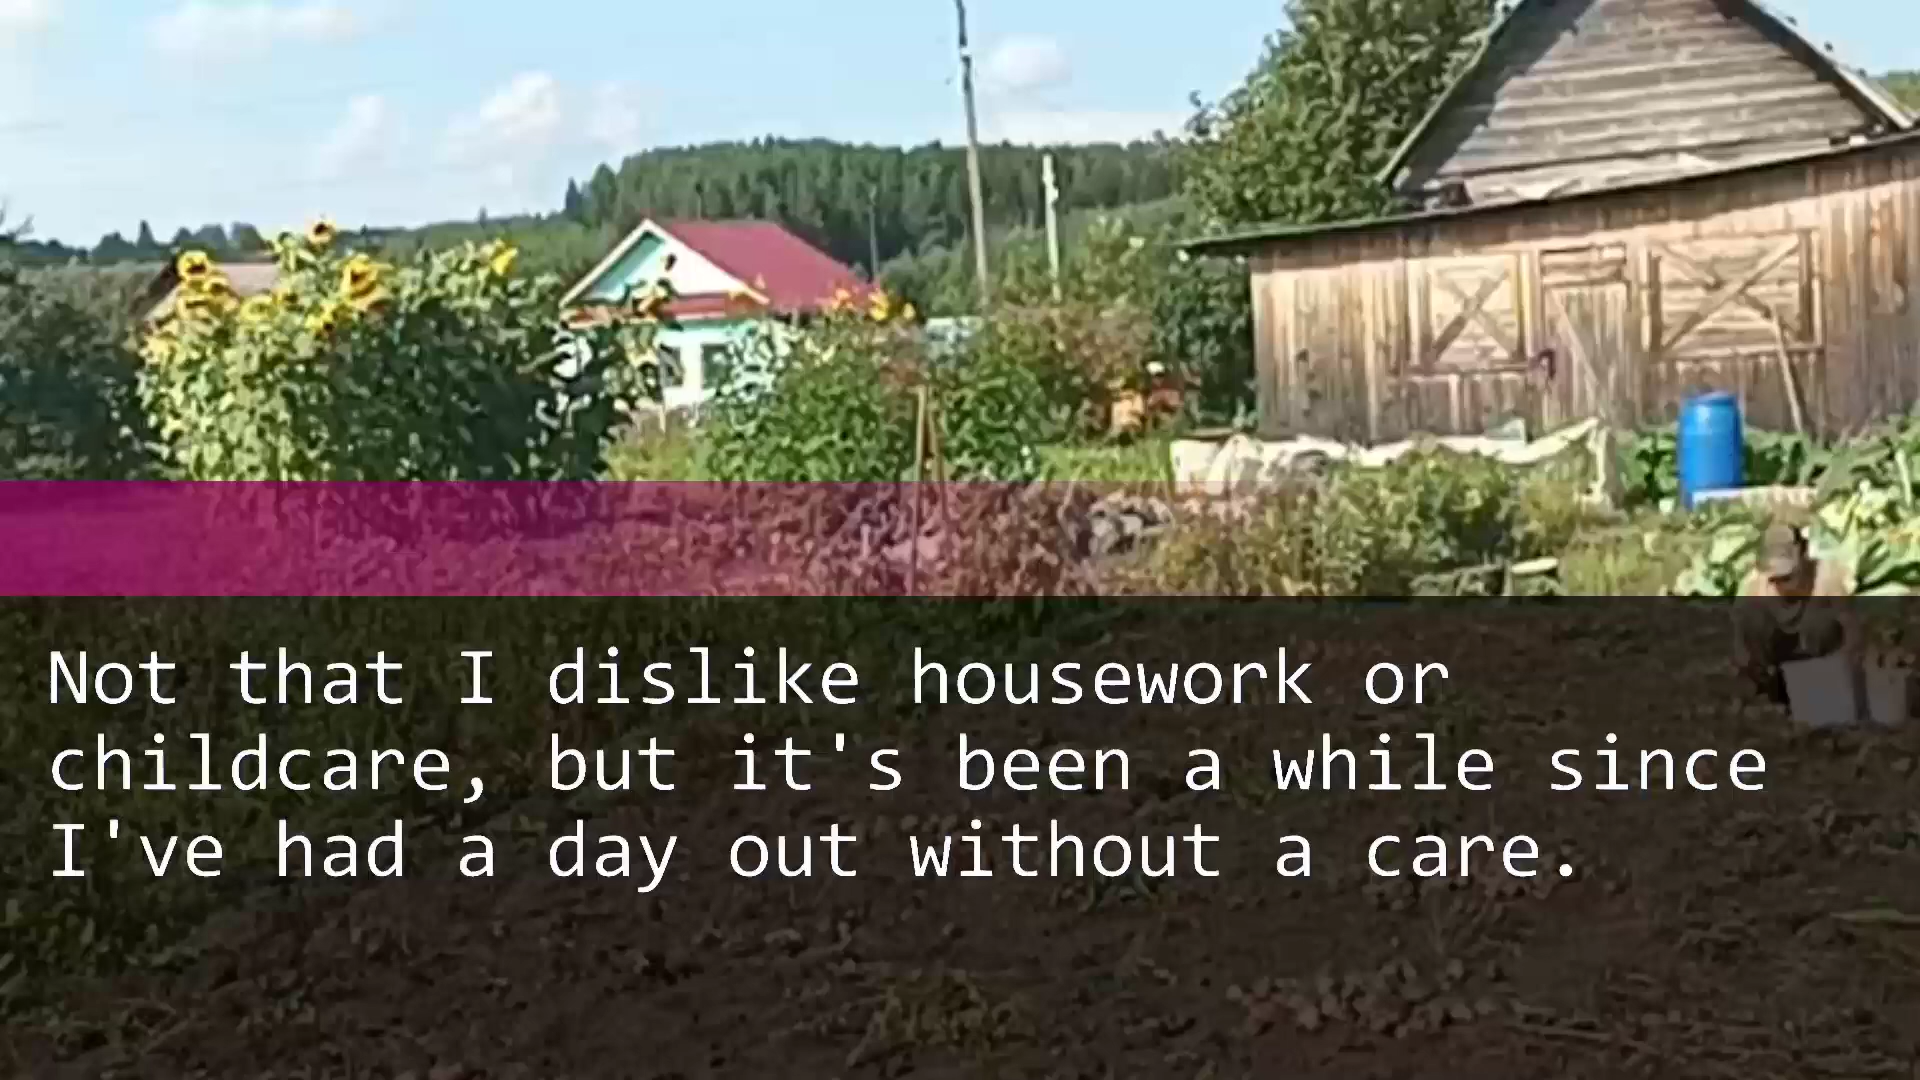 Not that I dislike housework or
childcare, but it's been a while since
I've had a day out without a care.